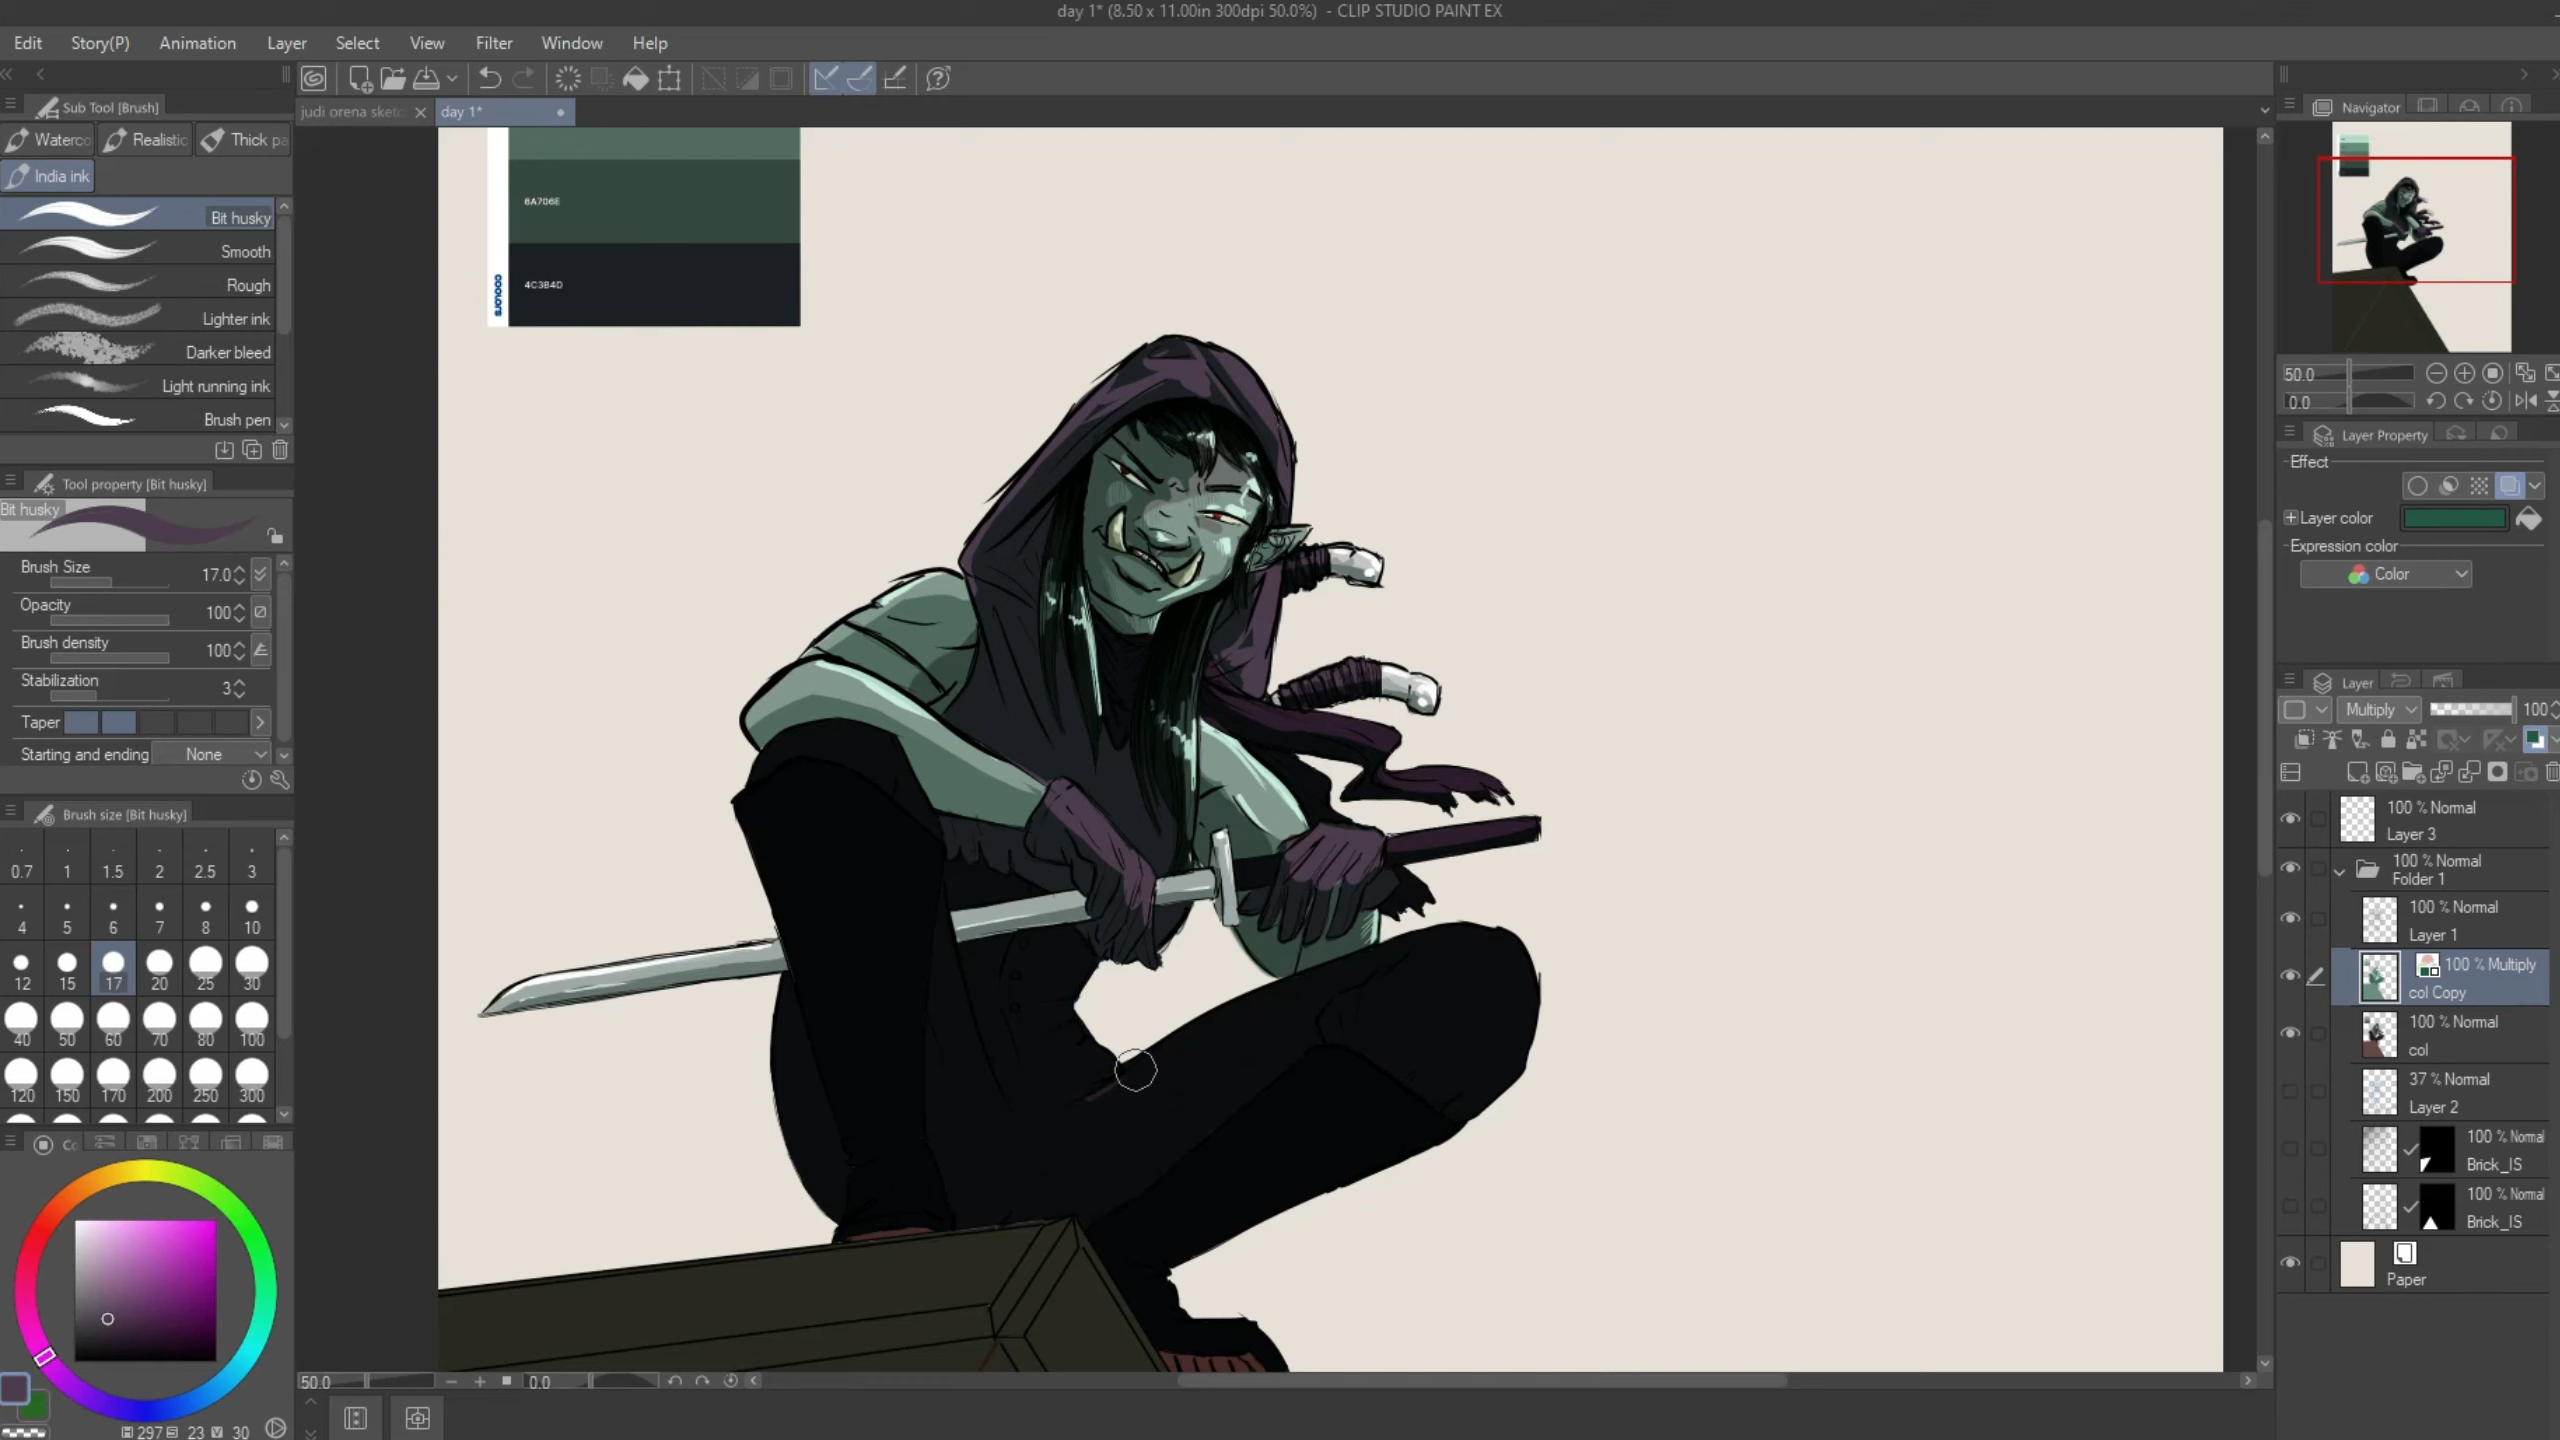 day 1* (8.50 x 11.00in 300dpi 50.0%) - CLIP STUDIO PAINT EX
Edit Story(P) Animation Layer Select View Filter Window Help
Sub Tool [Brush]
Waterco Realistic Thick pa
India ink
Bit husky
Smooth
Rough
Lighter ink
Darker bleed
Light running ink
Brush pen
Tool property [Bit husky]
Bit husky
Brush Size 17.0
Opacity 100
Brush density 100
Stabilization 3
Taper
Starting and ending None
Brush size [Bit husky]
0.7 1 1.5 2 2.5 3
4 5 6 7 8 10
12 15 17 20 25 30
40 50 60 70 80 100
120 150 170 200 250 300
Co
297 23 30
judi orena sketc
day 1*
6A706E
4C3B4D
coolors
50.0 0.0
Navigator
50.0
0.0
Layer Property
Effect
Layer color
Expression color
Color
Layer
Multiply 100
100 % Normal
Layer 3
100 % Normal
Folder 1
100 % Normal
Layer 1
100 % Multiply
col Copy
100 % Normal
col
37 % Normal
Layer 2
100 % Normal
Brick_IS
100 % Normal
Brick_IS
Paper